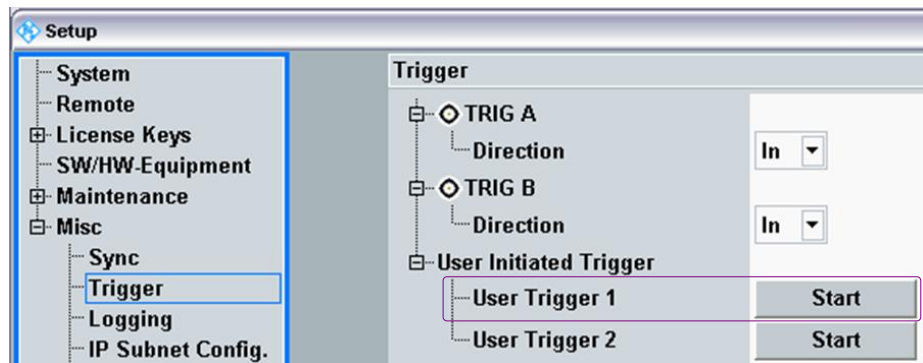 Setup
System
Remote
License Keys
SW/HW-Equipment
Maintenance
Misc
Sync
Trigger
Logging
IP Subnet Config.
Trigger
TRIG A
Direction In
TRIG B
Direction In
User Initiated Trigger
User Trigger 1 Start
User Trigger 2 Start